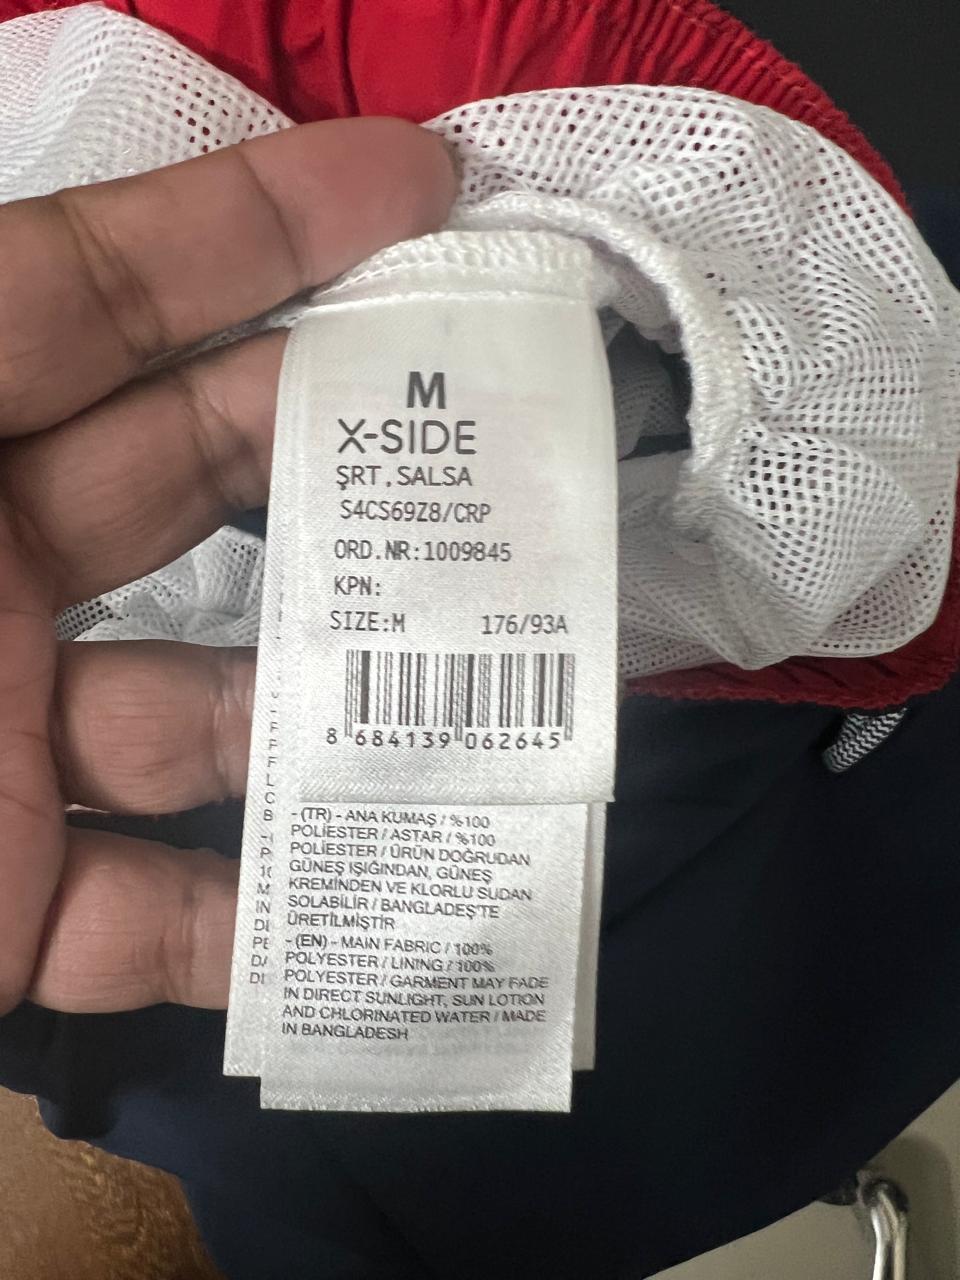 M
X-SIDE
ŞRT, SALSA
S4CS69Z8/CRP
ORD.NR:1009845
KPN:
SIZE:M 176/93A
8 684139 062645
- (TR) - ANA KUMAŞ / %100
POLİESTER / ASTAR / %100
POLİESTER / ÜRÜN DOĞRUDAN
GÜNEŞ IŞIĞINDAN, GÜNEŞ
KREMİNDEN VE KLORLU SUDAN
SOLABİLİR / BANGLADEŞ'TE
ÜRETİLMİŞTİR
- (EN) - MAIN FABRIC / 100%
POLYESTER / LINING / 100%
POLYESTER / GARMENT MAY FADE
IN DIRECT SUNLIGHT, SUN LOTION
AND CHLORINATED WATER / MADE
IN BANGLADESH